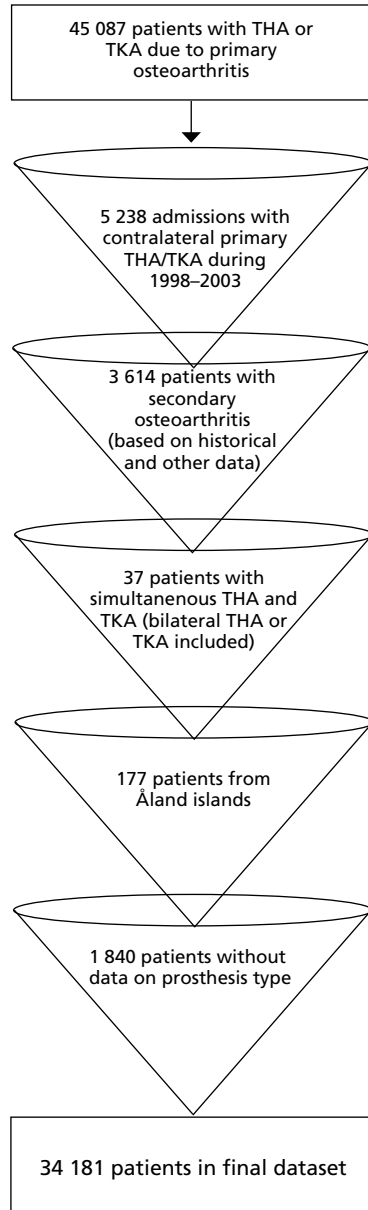 45 087 patients with THA or
TKA due to primary
osteoarthritis
5 238 admissions with
contralateral primary
THA/TKA during
1998–2003
3 614 patients with
secondary
osteoarthritis
(based on historical
and other data)
37 patients with
simultanenous THA and
TKA (bilateral THA or
TKA included)
177 patients from
Åland islands
1 840 patients without
data on prosthesis type
34 181 patients in final dataset